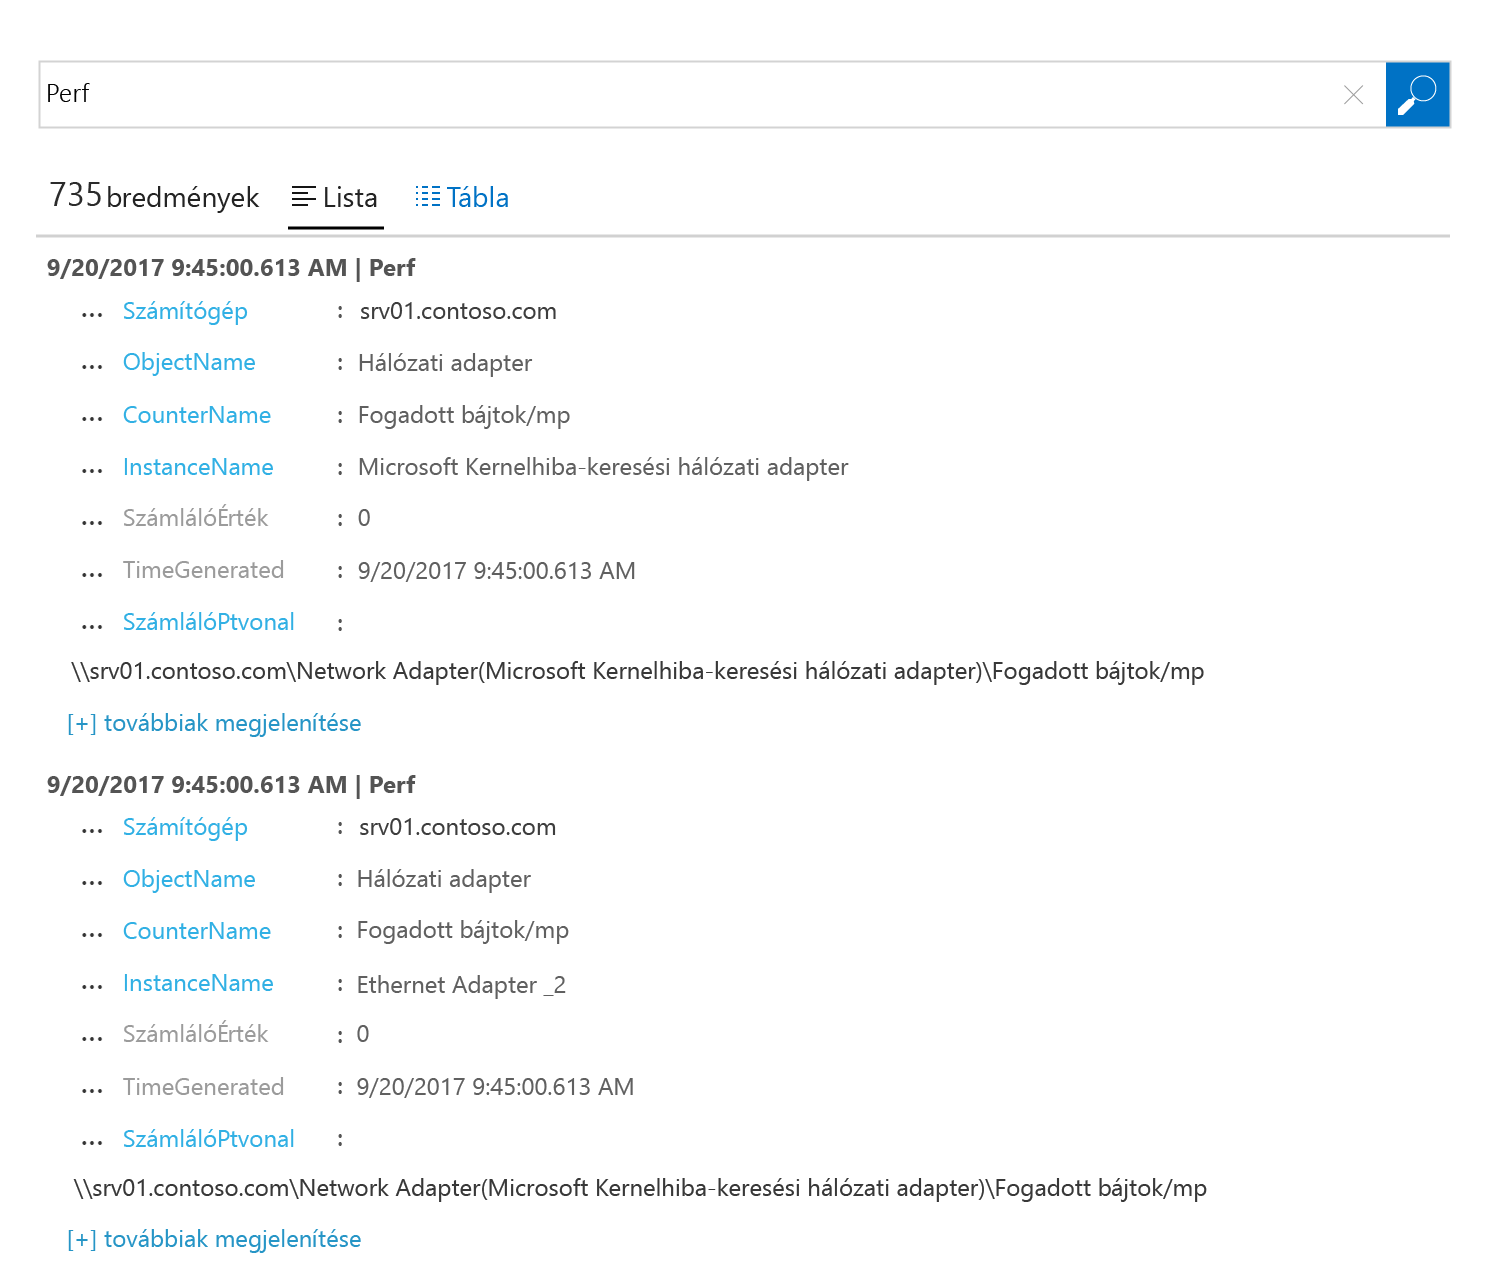 Perf
735 bredmények Lista Tábla
9/20/2017 9:45:00.613 AM | Perf
... Számítógép : srv01.contoso.com
... ObjectName : Hálózati adapter
... CounterName : Fogadott bájtok/mp
... InstanceName : Microsoft Kernelhiba-keresési hálózati adapter
... SzámlálóÉrték : 0
... TimeGenerated : 9/20/2017 9:45:00.613 AM
... SzámlálóPtvonal :
\\srv01.contoso.com\Network Adapter(Microsoft Kernelhiba-keresési hálózati adapter)\Fogadott bájtok/mp
[+] továbbiak megjelenítése
9/20/2017 9:45:00.613 AM | Perf
... Számítógép : srv01.contoso.com
... ObjectName : Hálózati adapter
... CounterName : Fogadott bájtok/mp
... InstanceName : Ethernet Adapter _2
... SzámlálóÉrték : 0
... TimeGenerated : 9/20/2017 9:45:00.613 AM
... SzámlálóPtvonal :
\\srv01.contoso.com\Network Adapter(Microsoft Kernelhiba-keresési hálózati adapter)\Fogadott bájtok/mp
[+] továbbiak megjelenítése